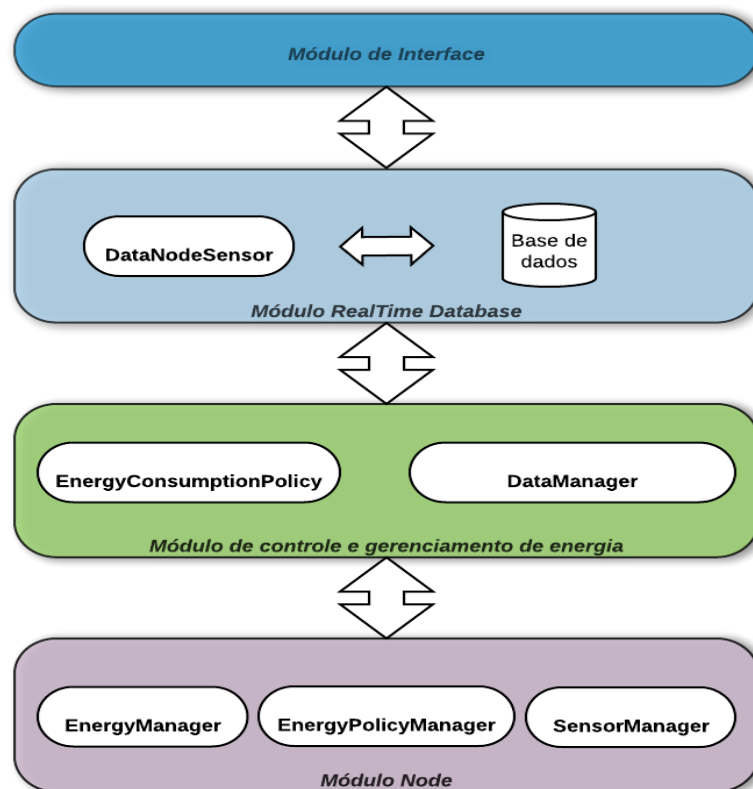 Módulo de Interface
DataNodeSensor
Base de
dados
Módulo RealTime Database
EnergyConsumptionPolicy
DataManager
Módulo de controle e gerenciamento de energia
EnergyManager
EnergyPolicyManager
SensorManager
Módulo Node